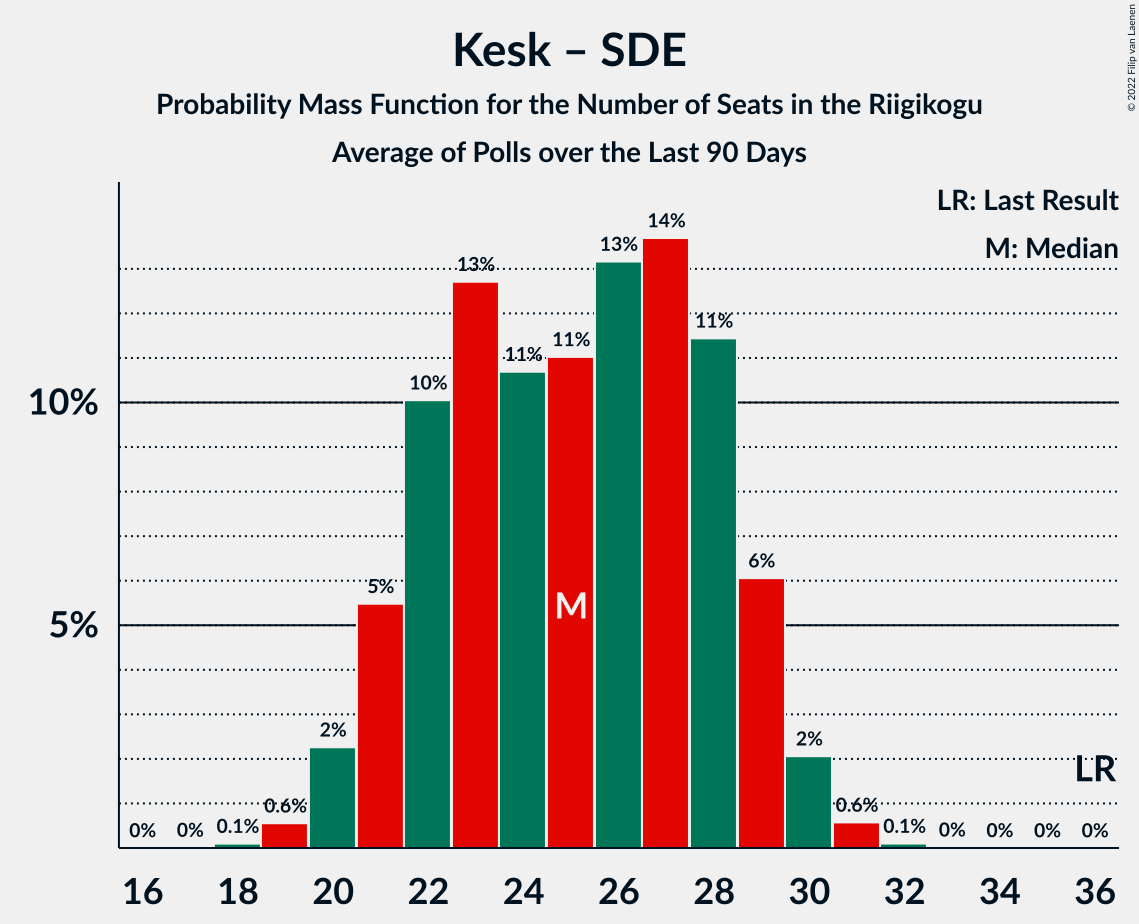 Kesk – SDE
Probability Mass Function for the Number of Seats in the Riigikogu
Average of Polls over the Last 90 Days
© 2022 Filip van Laenen
LR: Last Result
M: Median
10%
5%
0% 0% 0.1% 0.6% 2% 5% 10% 13% 11% 11% 13% 14% 11% 6% 2% 0.6% 0.1% 0% 0% 0% 0%
M
LR
16 18 20 22 24 26 28 30 32 34 36